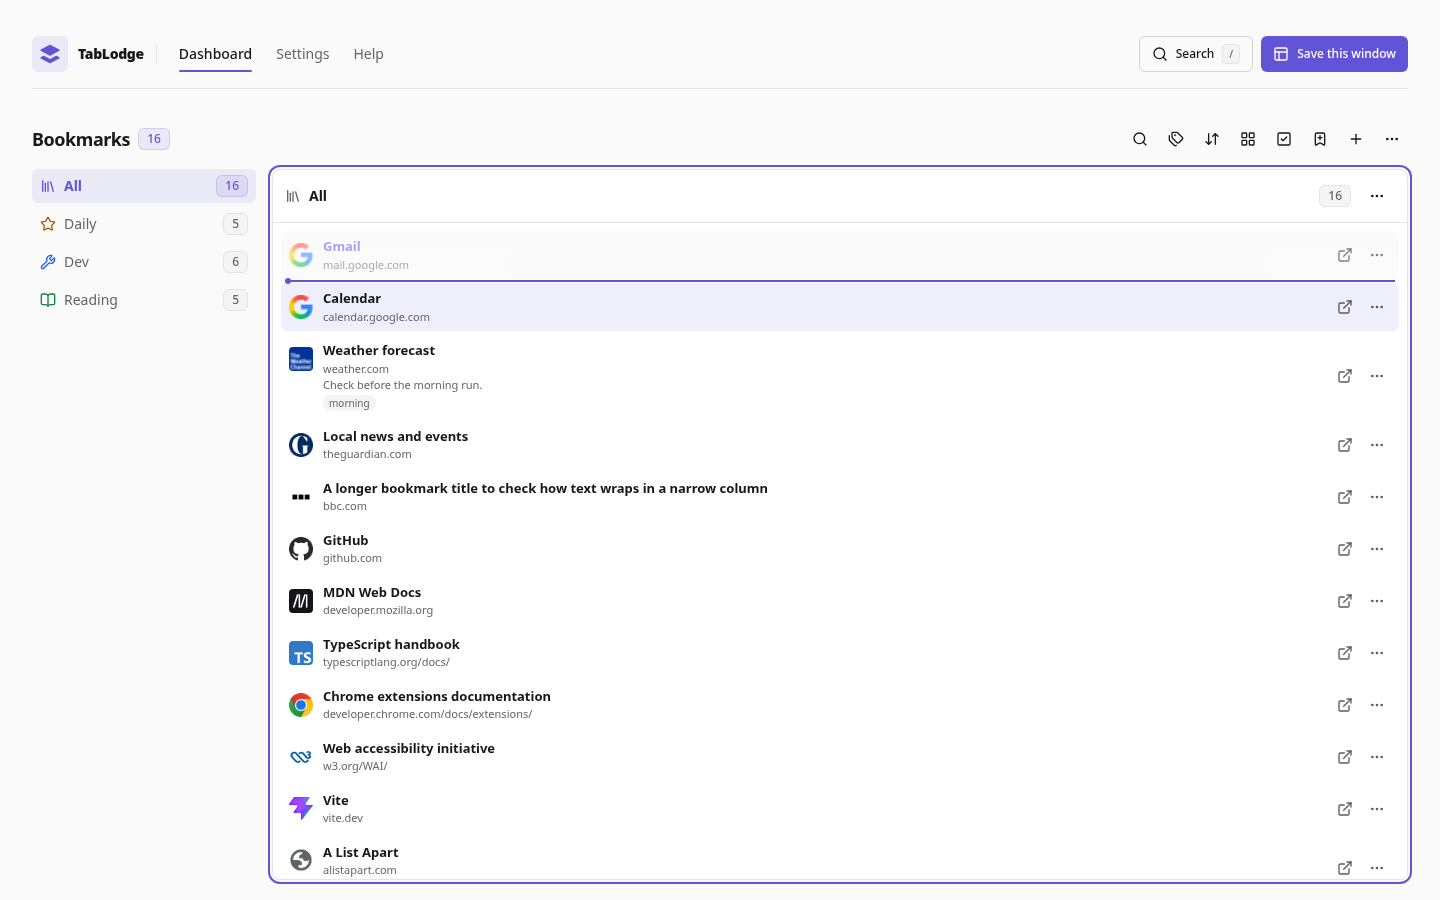 TabLodge
Dashboard
Settings
Help
Search /
Save this window
Bookmarks 16
All 16
Daily 5
Dev 6
Reading 5
All 16
Gmail
mail.google.com
Calendar
calendar.google.com
The Weather Channel
Weather forecast
weather.com
Check before the morning run.
morning
Local news and events
theguardian.com
A longer bookmark title to check how text wraps in a narrow column
bbc.com
GitHub
github.com
MDN Web Docs
developer.mozilla.org
TS
TypeScript handbook
typescriptlang.org/docs/
Chrome extensions documentation
developer.chrome.com/docs/extensions/
Web accessibility initiative
w3.org/WAI/
Vite
vite.dev
A List Apart
alistapart.com